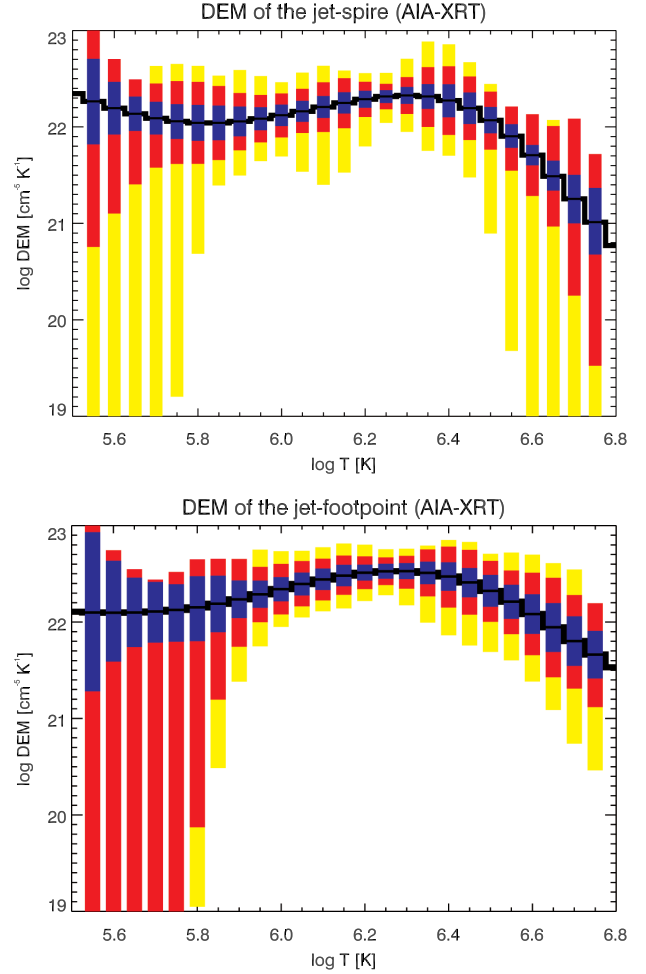 DEM of the jet-spire (AIA-XRT)
23
22
21
20
19
log DEM [cm⁻⁵ K⁻¹]
5.6 5.8 6.0 6.2 6.4 6.6 6.8
log T [K]
DEM of the jet-footpoint (AIA-XRT)
23
22
21
20
19
log DEM [cm⁻⁵ K⁻¹]
5.6 5.8 6.0 6.2 6.4 6.6 6.8
log T [K]